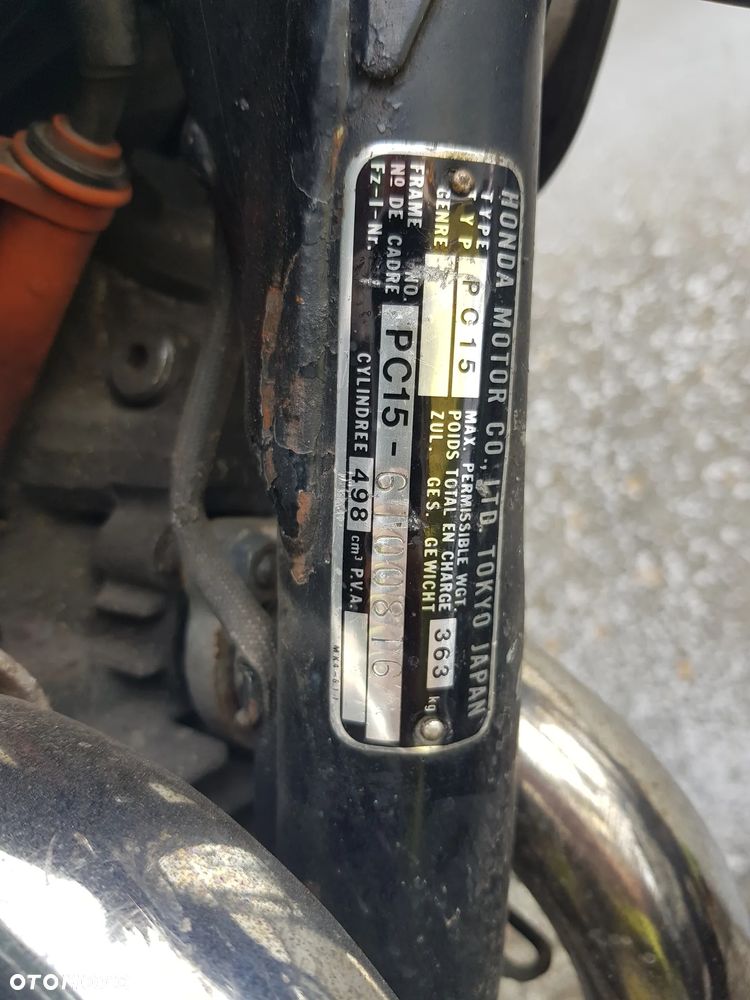 HONDA MOTOR CO., LTD. TOKYO JAPAN
TYPE
TYP PC15
GENRE
MAX. PERMISSIBLE WGT.
POIDS TOTAL EN CHARGE 363 kg
ZUL. GES. GEWICHT
FRAME NO.
Nº DE CADRE PC15-6100816
Fz-I-Nr.
CYLINDREE 498 cm³ P.V.A.
OTOMOTO